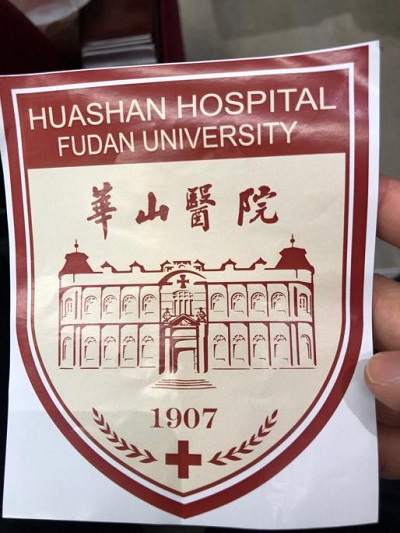 HUASHAN HOSPITAL
FUDAN UNIVERSITY
華山醫院
1907